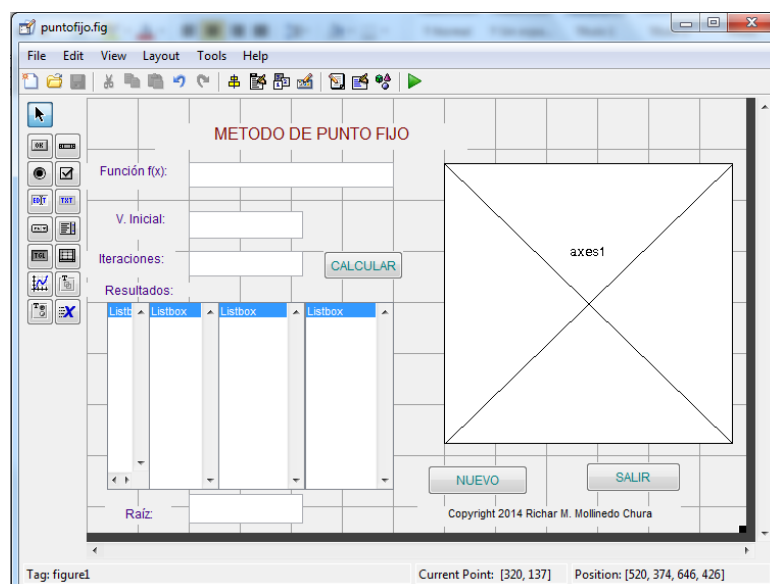 puntofijo.fig
File Edit View Layout Tools Help
METODO DE PUNTO FIJO
Función f(x):
V. Inicial:
Iteraciones:
CALCULAR
Resultados:
Listb Listbox Listbox Listbox
axes1
NUEVO
SALIR
Raíz:
Copyright 2014 Richar M. Mollinedo Chura
Tag: figure1 Current Point: [320, 137] Position: [520, 374, 646, 426]